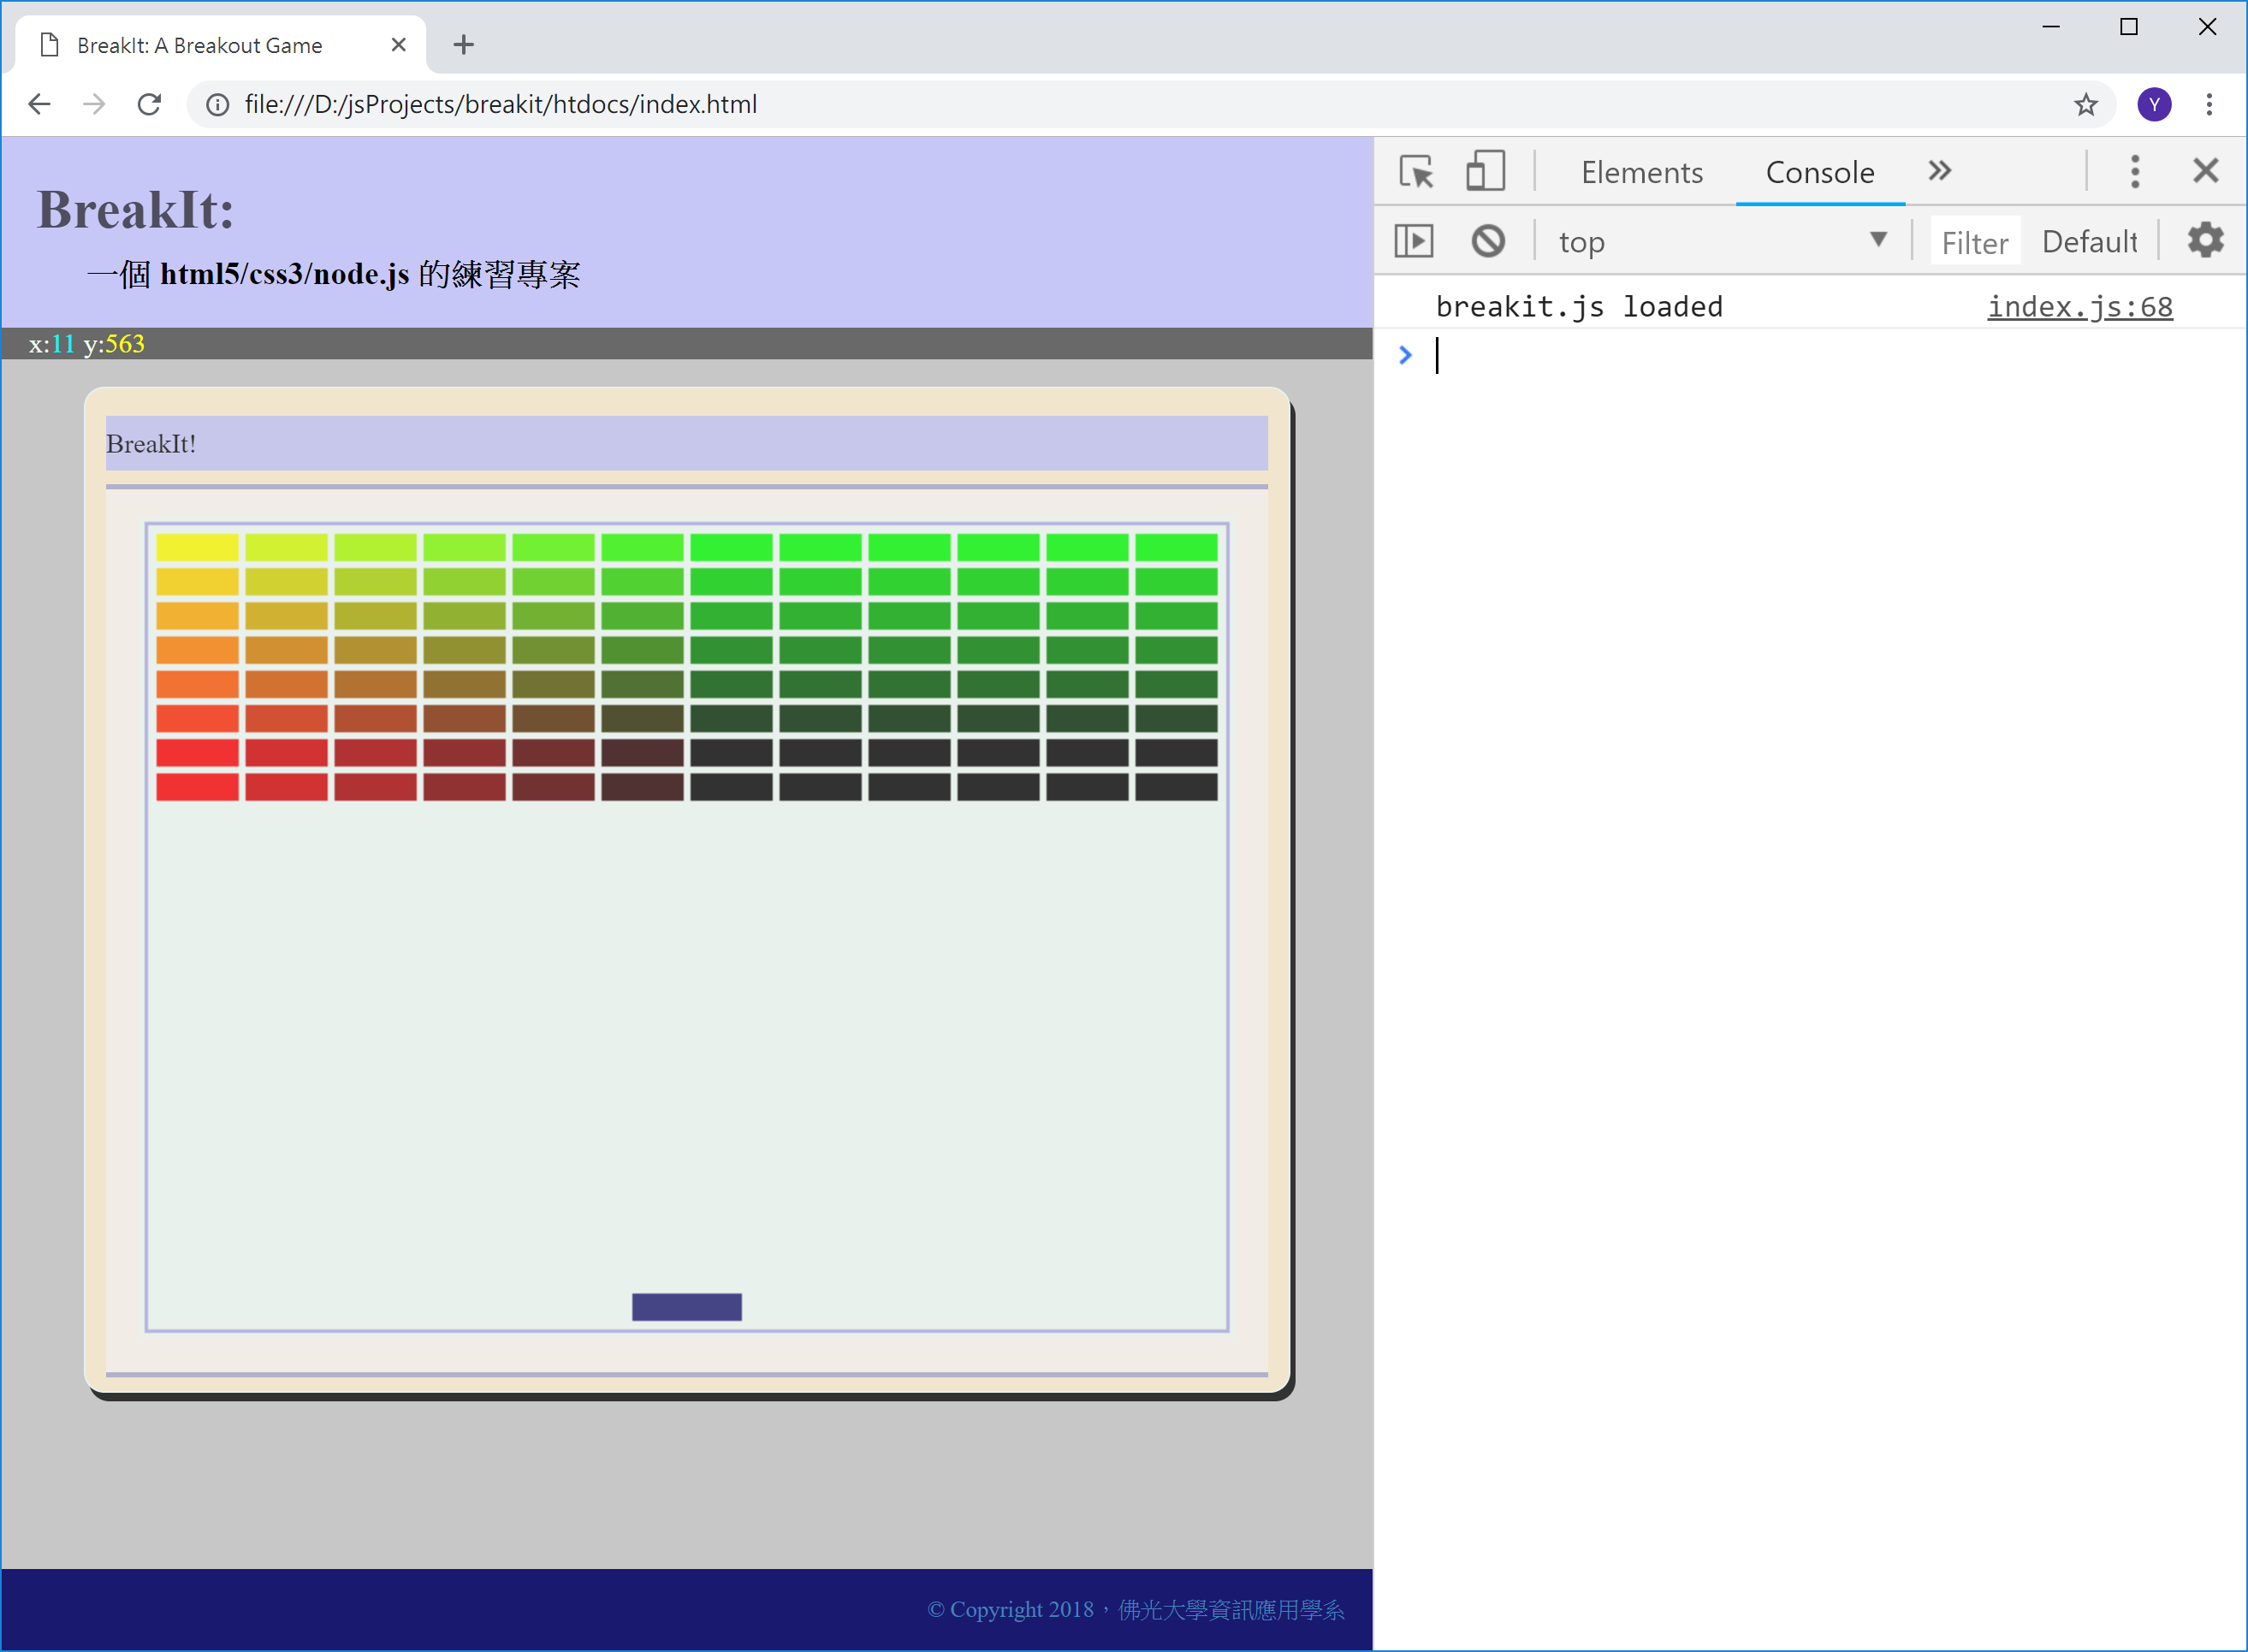 BreakIt: A Breakout Game
file:///D:/jsProjects/breakit/htdocs/index.html
Y
BreakIt:
一個 html5/css3/node.js 的練習專案
x:11 y:563
BreakIt!
© Copyright 2018，佛光大學資訊應用學系
Elements
Console
top
Filter
Default
breakit.js loaded
index.js:68